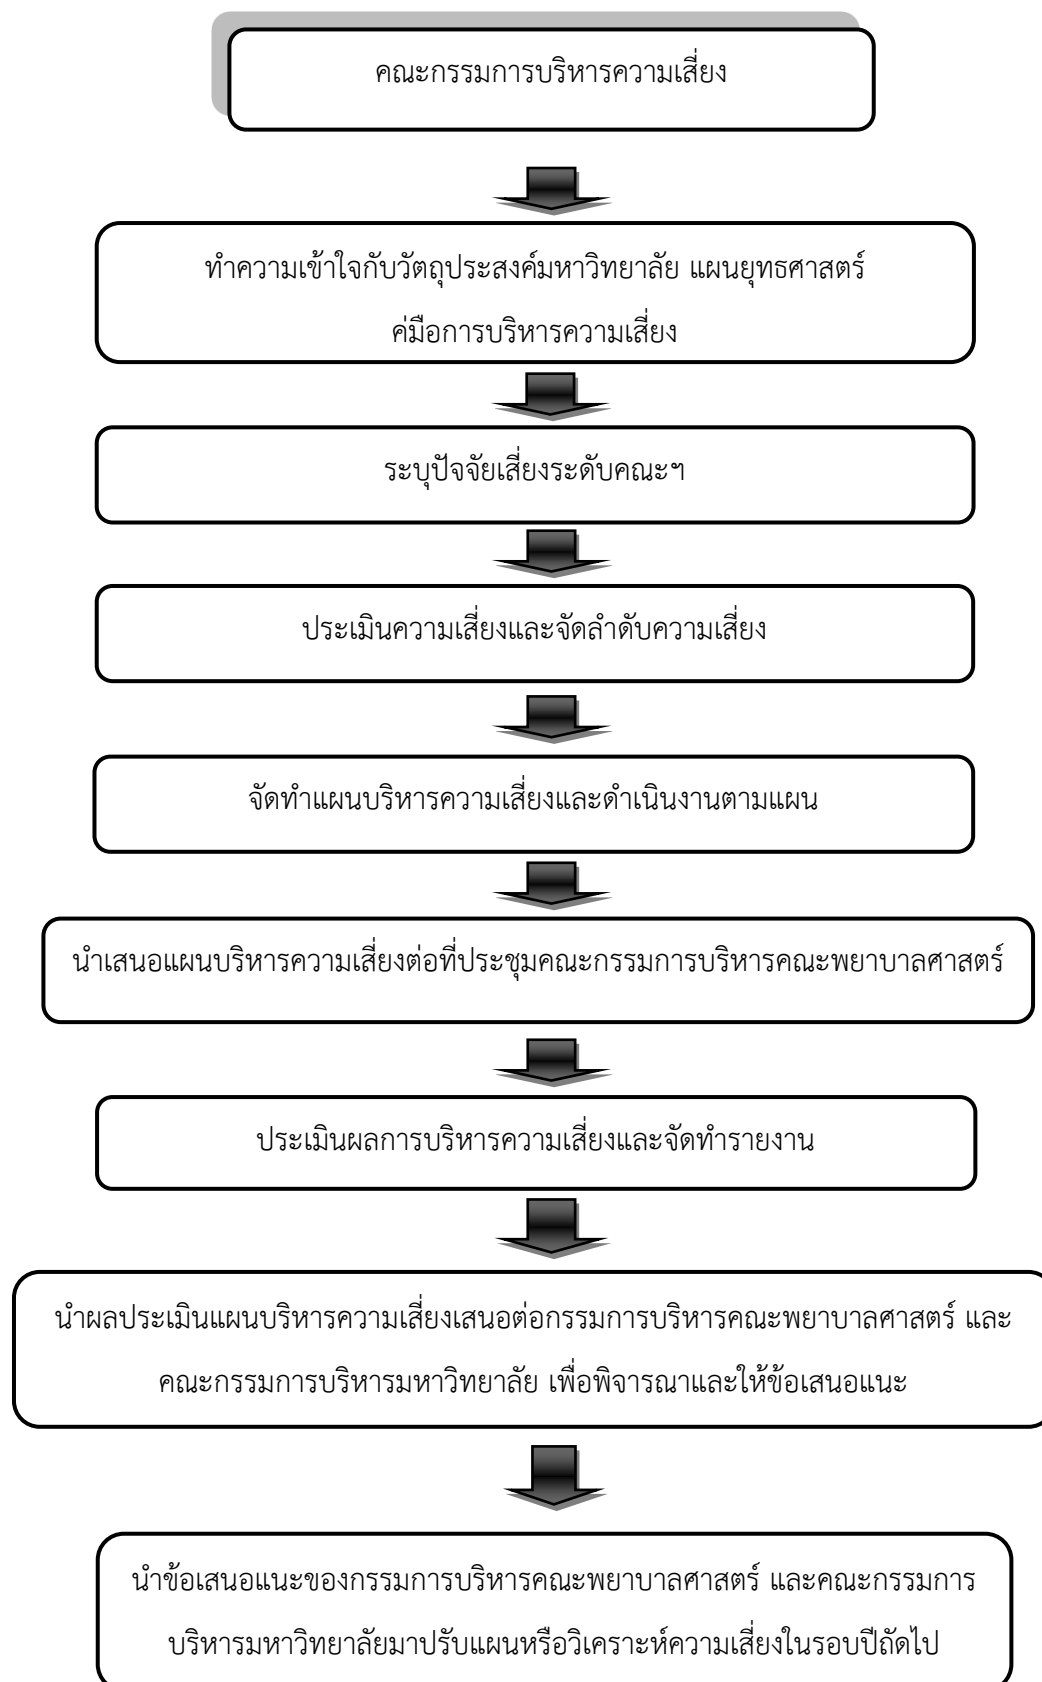 คณะกรรมการบริหารความเสี่ยง
ทำความเข้าใจกับวัตถุประสงค์มหาวิทยาลัย แผนยุทธศาสตร์
ค่มือการบริหารความเสี่ยง
ระบุปัจจัยเสี่ยงระดับคณะฯ
ประเมินความเสี่ยงและจัดลำดับความเสี่ยง
จัดทำแผนบริหารความเสี่ยงและดำเนินงานตามแผน
นำเสนอแผนบริหารความเสี่ยงต่อที่ประชุมคณะกรรมการบริหารคณะพยาบาลศาสตร์
ประเมินผลการบริหารความเสี่ยงและจัดทำรายงาน
นำผลประเมินแผนบริหารความเสี่ยงเสนอต่อกรรมการบริหารคณะพยาบาลศาสตร์ และ
คณะกรรมการบริหารมหาวิทยาลัย เพื่อพิจารณาและให้ข้อเสนอแนะ
นำข้อเสนอแนะของกรรมการบริหารคณะพยาบาลศาสตร์ และคณะกรรมการ
บริหารมหาวิทยาลัยมาปรับแผนหรือวิเคราะห์ความเสี่ยงในรอบปีถัดไป